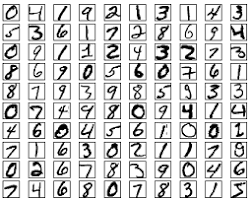 0 4 1 9 2 1 3 1 4 3
5 3 6 1 7 2 8 6 9 4
0 9 1 1 2 4 3 2 7 3
8 6 9 0 5 6 0 7 6 1
8 7 9 3 9 8 5 9 3 3
0 7 4 9 8 0 9 4 1 4
4 6 0 4 5 6 1 0 0 1
7 1 6 3 0 2 1 1 7 9
0 2 6 7 8 3 9 0 4 6
7 4 6 8 0 7 8 3 1 5